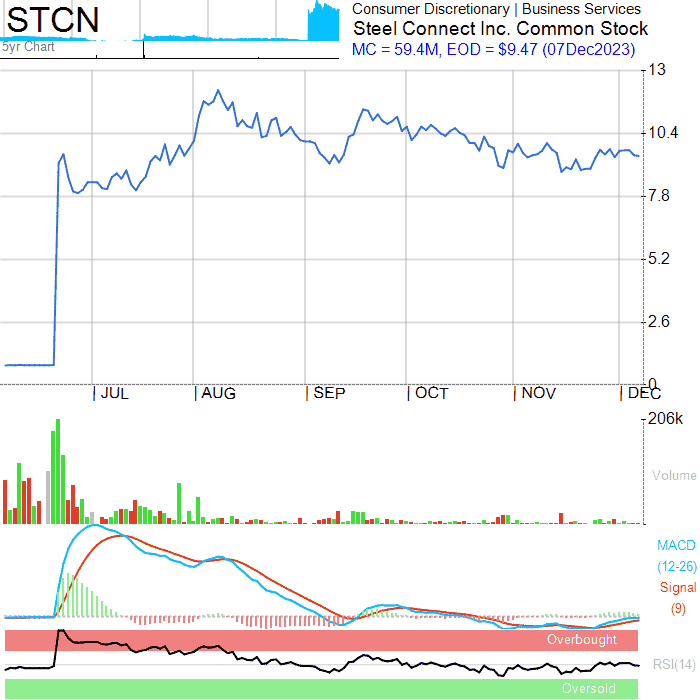 STCN
5yr Chart
Consumer Discretionary | Business Services
Steel Connect Inc. Common Stock
MC = 59.4M, EOD = $9.47 (07Dec2023)
13
10.4
7.8
5.2
2.6
0
JUL
AUG
SEP
OCT
NOV
DEC
206k
Volume
MACD
(12-26)
Signal
(9)
Overbought
RSI(14)
Oversold